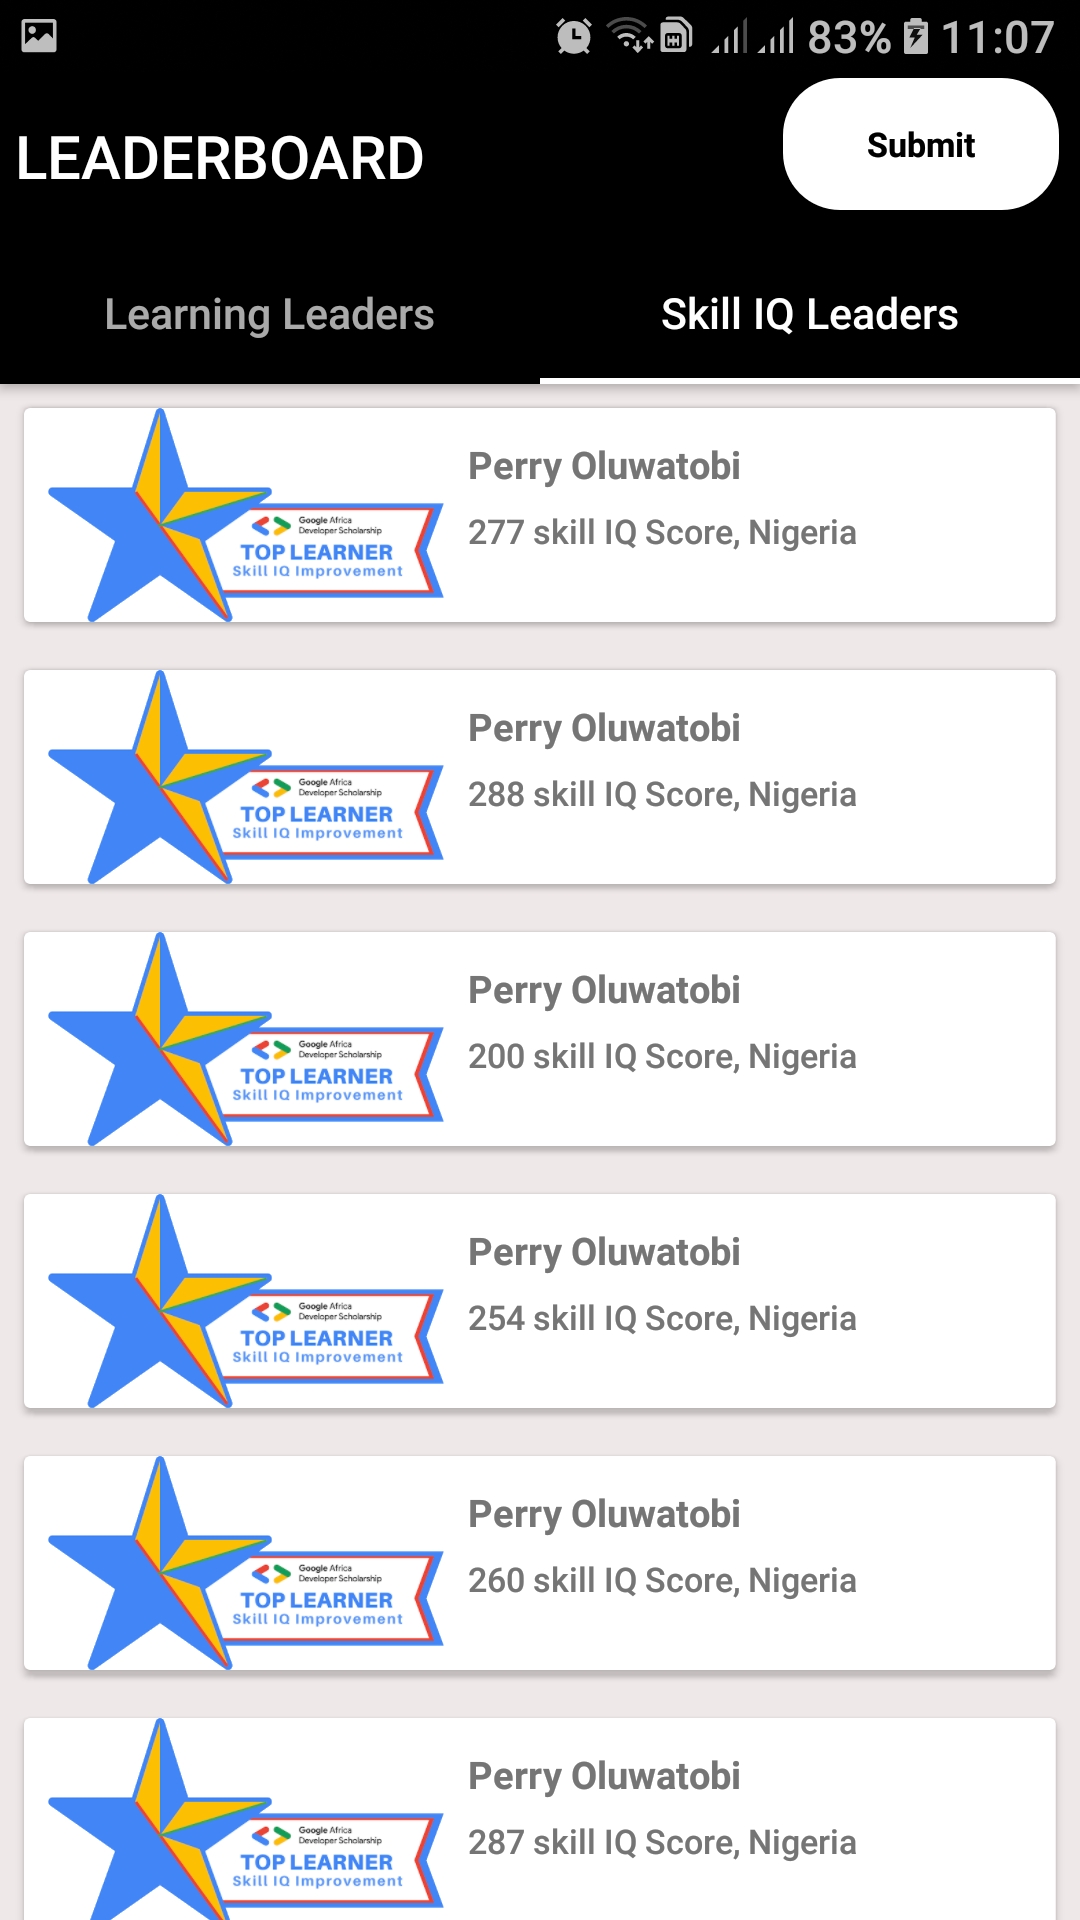 83% 11:07
LEADERBOARD
Submit
Learning Leaders
Skill IQ Leaders
Perry Oluwatobi
277 skill IQ Score, Nigeria
Google Africa
Developer Scholarship
TOP LEARNER
Skill IQ Improvement
Perry Oluwatobi
288 skill IQ Score, Nigeria
Google Africa
Developer Scholarship
TOP LEARNER
Skill IQ Improvement
Perry Oluwatobi
200 skill IQ Score, Nigeria
Google Africa
Developer Scholarship
TOP LEARNER
Skill IQ Improvement
Perry Oluwatobi
254 skill IQ Score, Nigeria
Google Africa
Developer Scholarship
TOP LEARNER
Skill IQ Improvement
Perry Oluwatobi
260 skill IQ Score, Nigeria
Google Africa
Developer Scholarship
TOP LEARNER
Skill IQ Improvement
Perry Oluwatobi
287 skill IQ Score, Nigeria
Google Africa
Developer Scholarship
TOP LEARNER
Skill IQ Improvement